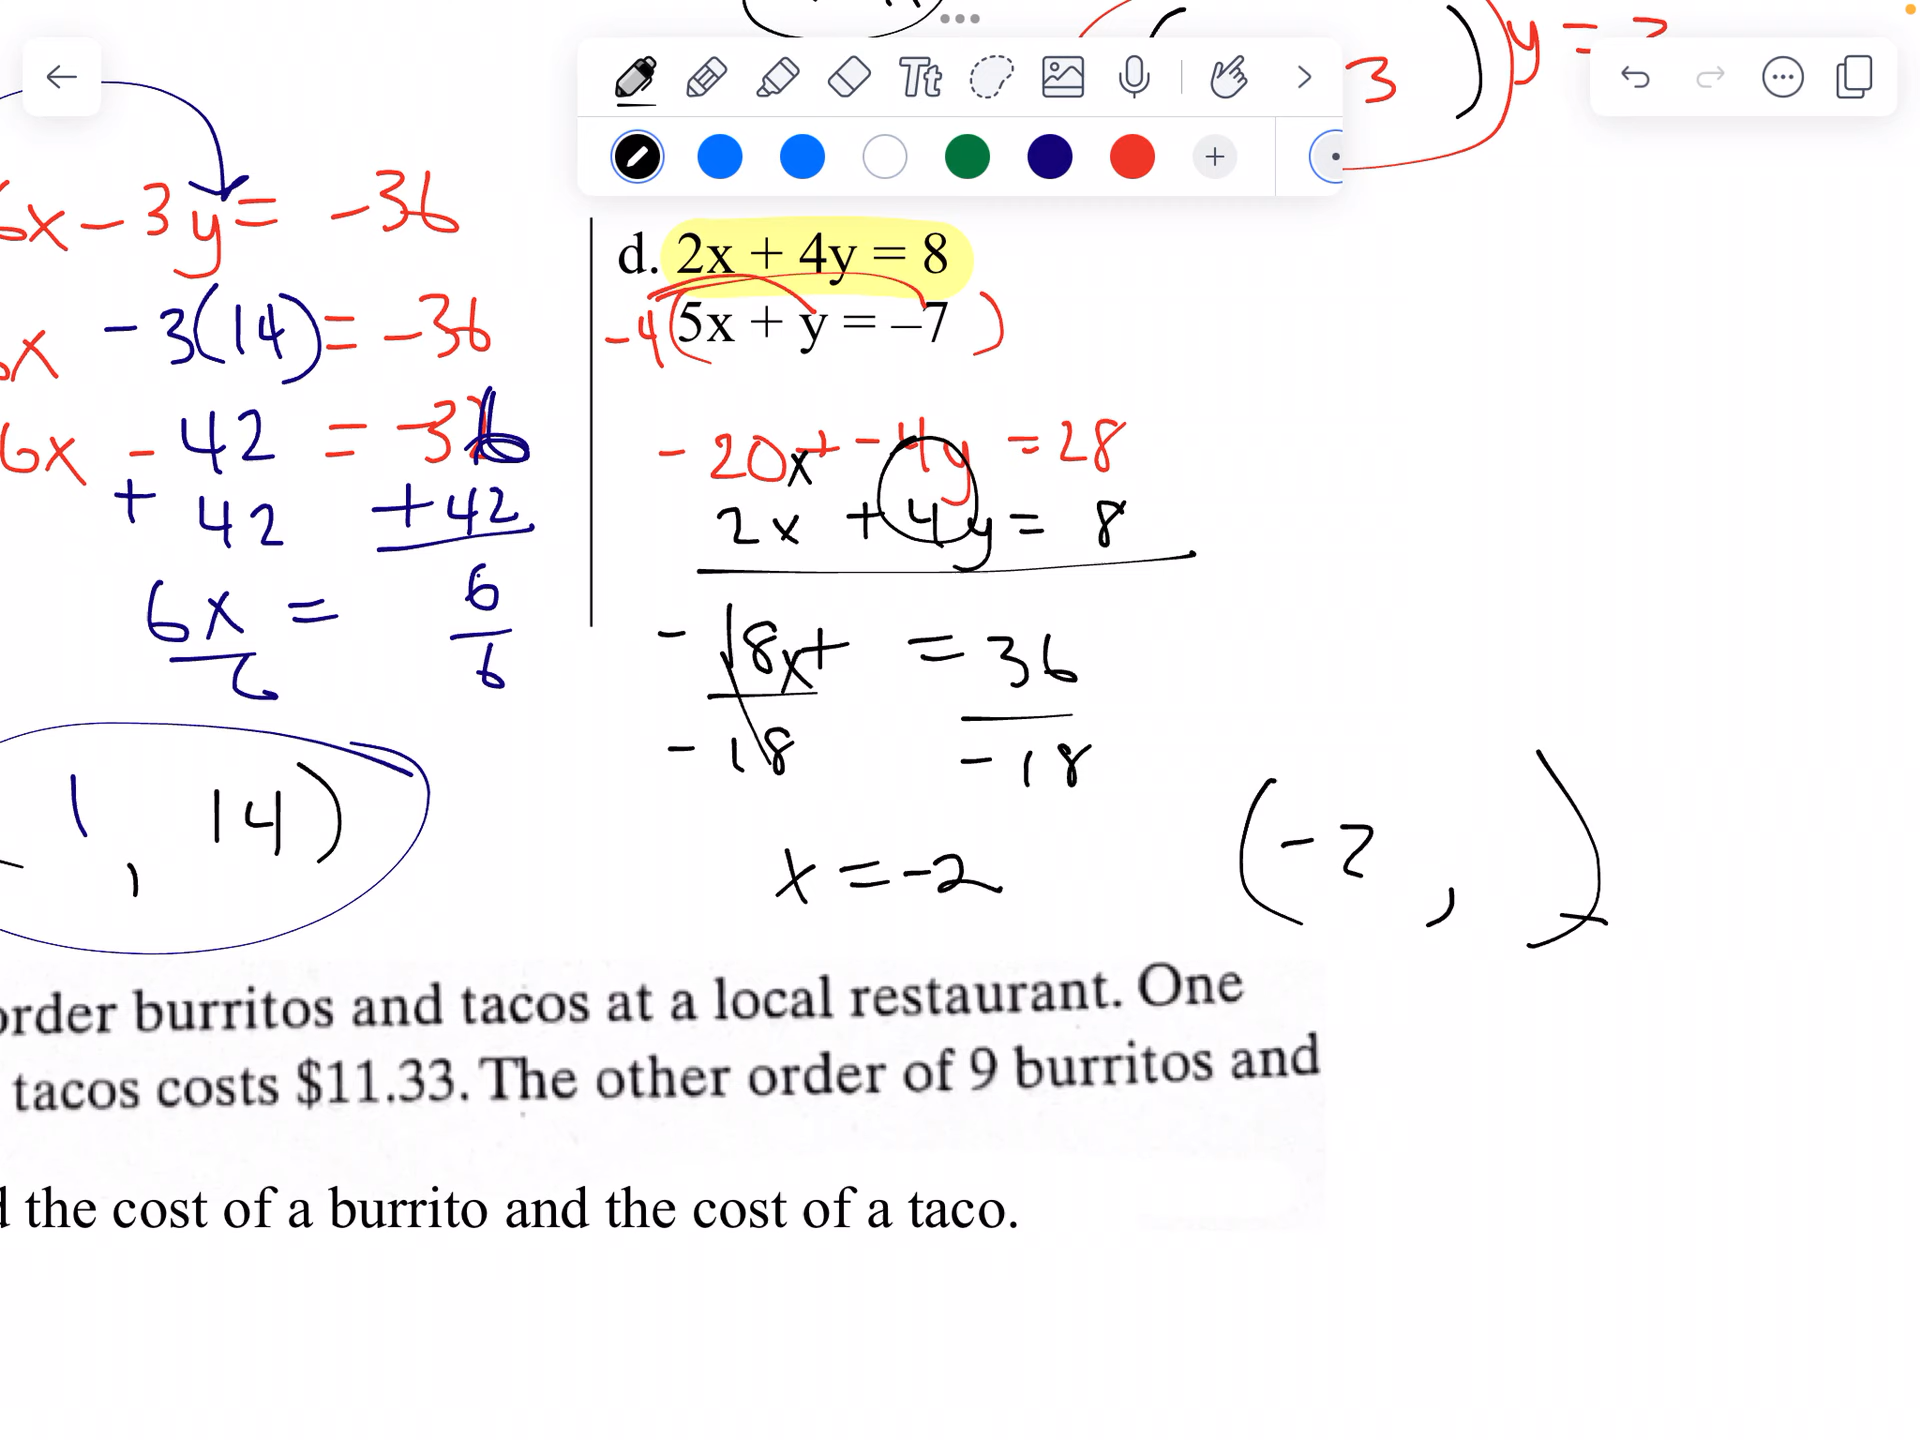 y = 3
3 )
Tt
6x - 3y = -36
x - 3(14) = -36
6x - 42 = -36
+ 42 +42
6x = 6
6 6
1, 14)
d. 2x + 4y = 8
-4(5x + y = –7)
- 20x + - 4y = 28
2x + 4y = 8
- 18x + = 36
- 18 - 18
x = -2
(-2, )
order burritos and tacos at a local restaurant. One
tacos costs $11.33. The other order of 9 burritos and
the cost of a burrito and the cost of a taco.